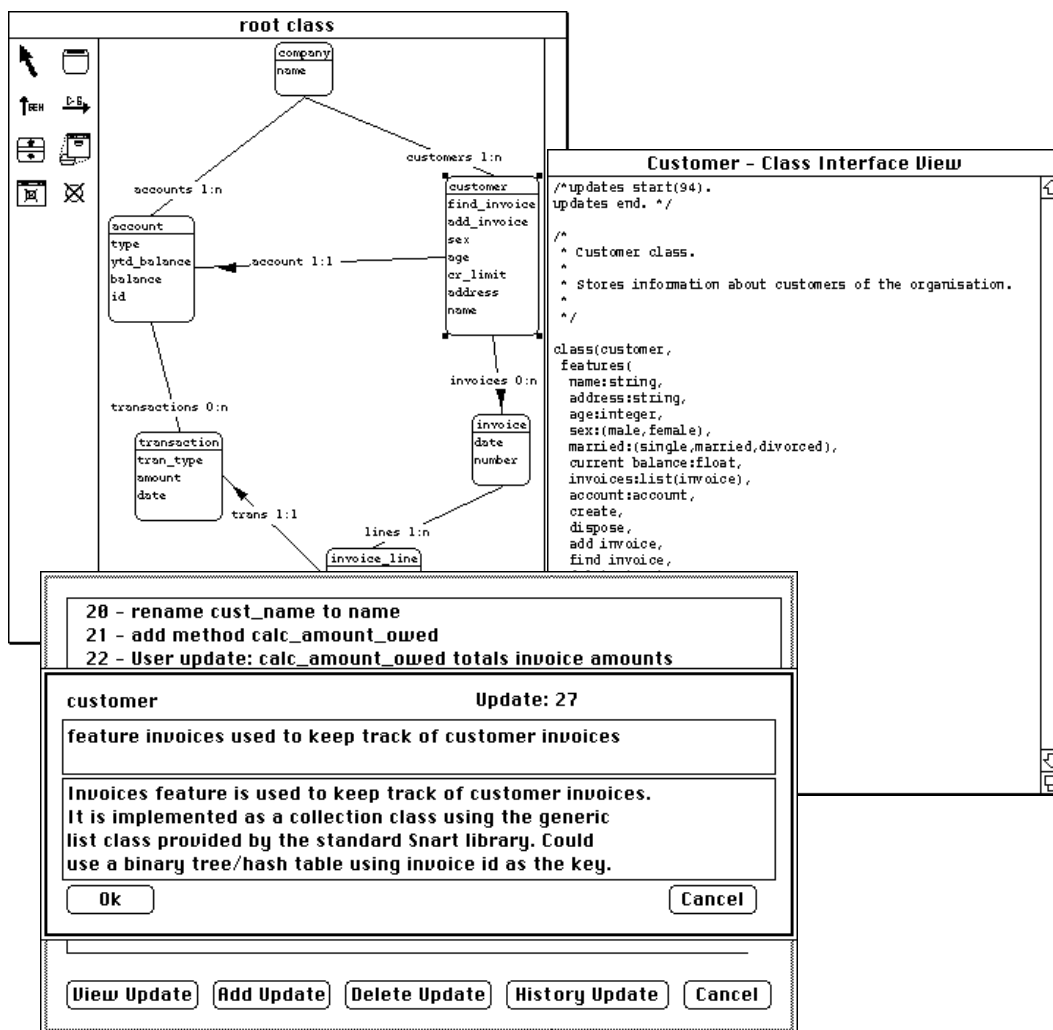 root class
BEH
company
name
customers 1:n
accounts 1:n
account
type
ytd_balance
balance
id
account 1:1
customer
find_invoice
add_invoice
sex
age
cr_limit
address
name
invoices 0:n
transactions 0:n
transaction
tran_type
amount
date
invoice
date
number
trans 1:1
lines 1:n
invoice_line
Customer - Class Interface View
/*updates start(94).
updates end. */
/*
* Customer class.
*
* Stores information about customers of the organisation.
*
*/
class(customer,
features(
name:string,
address:string,
age:integer,
sex:(male,female),
married:(single,married,divorced),
current balance:float,
invoices:list(invoice),
account:account,
create,
dispose,
add invoice,
find invoice,
20 - rename cust_name to name
21 - add method calc_amount_owed
22 - User update: calc_amount_owed totals invoice amounts
customer Update: 27
feature invoices used to keep track of customer invoices
Invoices feature is used to keep track of customer invoices.
It is implemented as a collection class using the generic
list class provided by the standard Snart library. Could
use a binary tree/hash table using invoice id as the key.
Ok Cancel
View Update Add Update Delete Update History Update Cancel